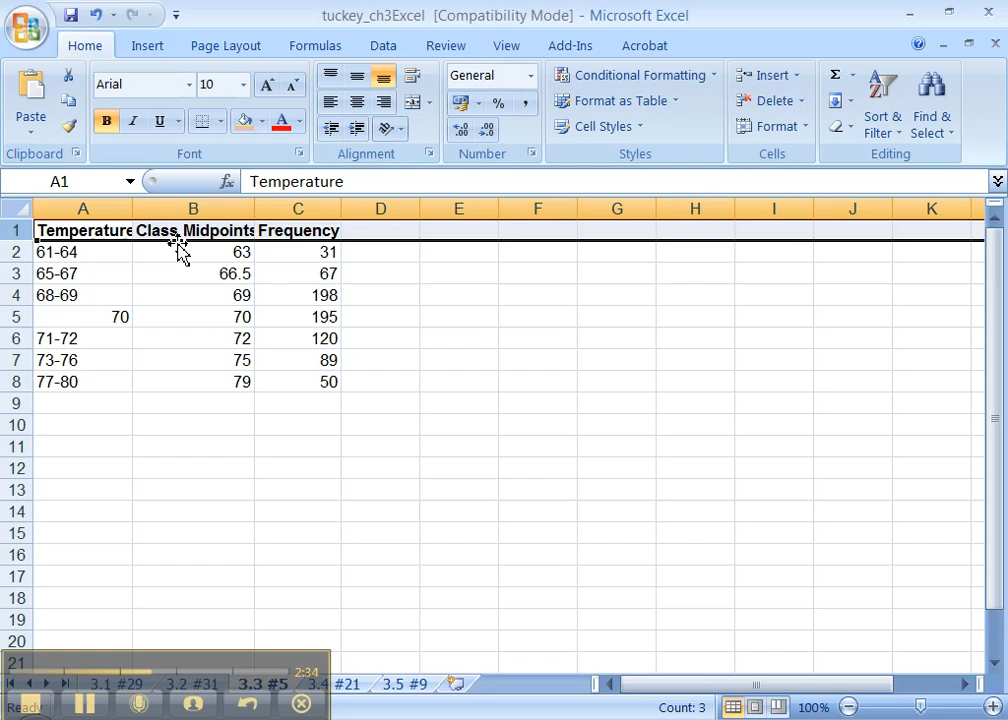 tuckey_ch3Excel [Compatibility Mode] - Microsoft Excel
Home Insert Page Layout Formulas Data Review View Add-Ins Acrobat
Paste
Arial 10 A A
B I U A
General
% ,
Conditional Formatting
Format as Table
Cell Styles
Insert
Delete
Format
Σ
Sort & Filter
Find & Select
Clipboard Font Alignment Number Styles Cells Editing
A1 fx Temperature
A B C D E F G H I J K
1 Temperature Class Midpoints Frequency
2 61-64 63 31
3 65-67 66.5 67
4 68-69 69 198
5 70 70 195
6 71-72 72 120
7 73-76 75 89
8 77-80 79 50
9
10
11
12
13
14
15
16
17
18
19
20
21
2:34
3.1 #29 3.2 #31 3.3 #5 3.4 #21 3.5 #9
Ready Count: 3 100%